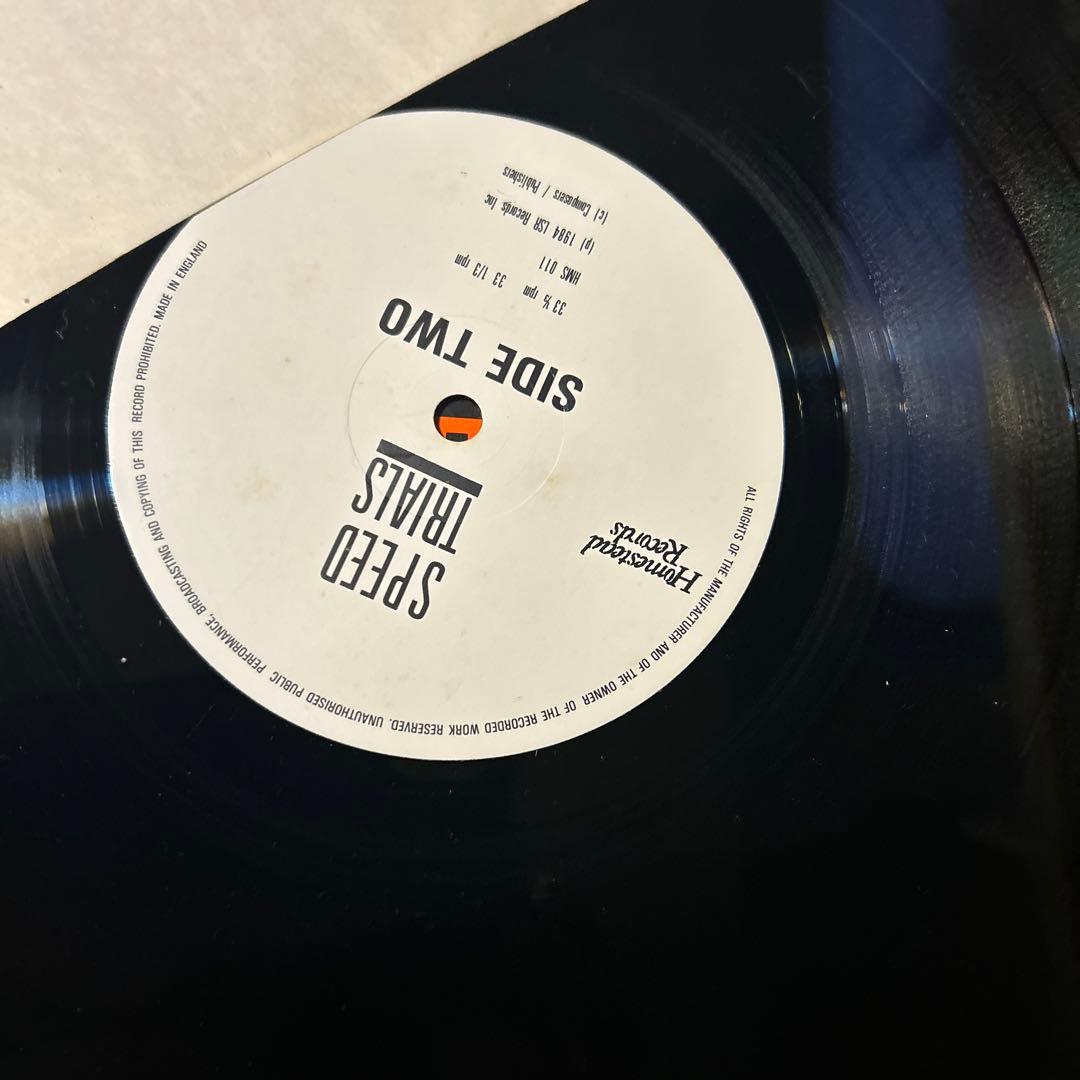 Homestead
Records
SPEED
TRIALS
SIDE TWO
33 ⅓ rpm 33 1/3 rpm
HMS 011
(p) 1984 LSR Records Inc
(c) Composers / Publishers
ALL RIGHTS OF THE MANUFACTURER AND OF THE OWNER OF THE RECORDED WORK RESERVED. UNAUTHORISED PUBLIC PERFORMANCE, BROADCASTING AND COPYING OF THIS RECORD PROHIBITED. MADE IN ENGLAND